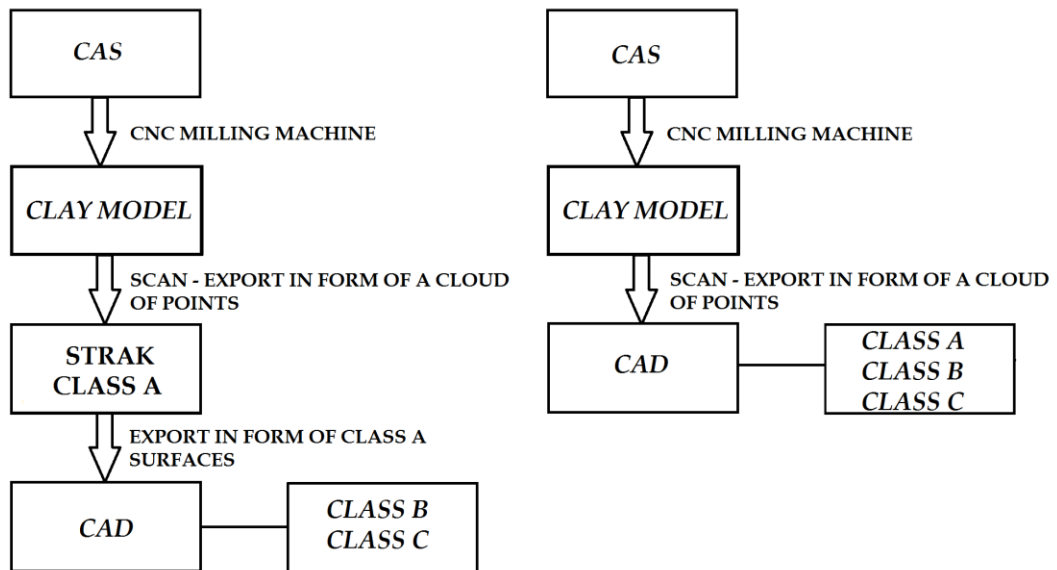 CAS
CNC MILLING MACHINE
CLAY MODEL
SCAN - EXPORT IN FORM OF A CLOUD
OF POINTS
STRAK
CLASS A
EXPORT IN FORM OF CLASS A
SURFACES
CAD
CLASS B
CLASS C
CAS
CNC MILLING MACHINE
CLAY MODEL
SCAN - EXPORT IN FORM OF A CLOUD
OF POINTS
CAD
CLASS A
CLASS B
CLASS C